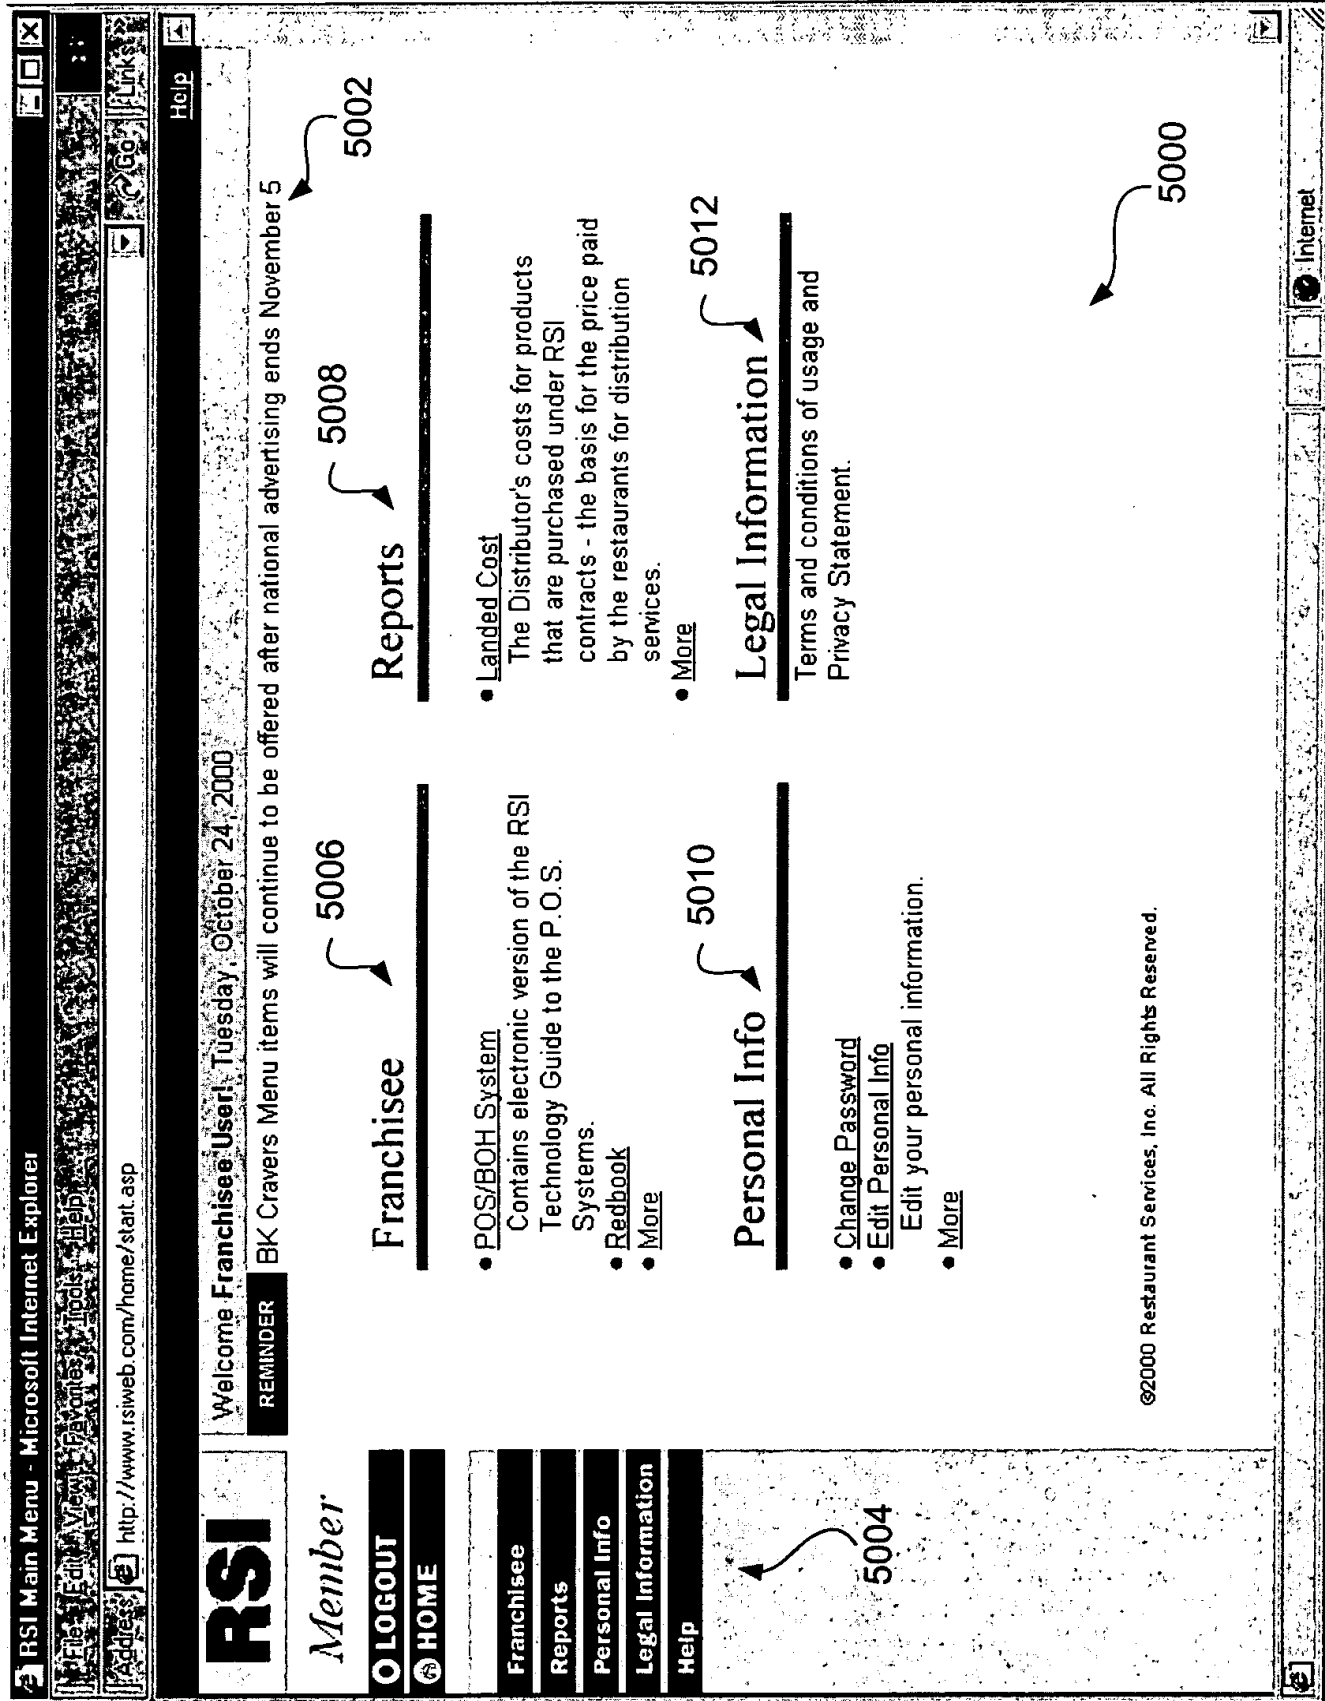 RSI Main Menu - Microsoft Internet Explorer
File Edit View Favorites Tools Help
Address http://www.rsiweb.com/home/start.asp Go Links »
Help
RSI
Welcome Franchisee User! Tuesday, October 24, 2000
REMINDER BK Cravers Menu items will continue to be offered after national advertising ends November 5
5002
Member
LOGOUT
HOME
Franchisee
Reports
Personal Info
Legal Information
Help
5004
5006
Franchisee
• POS/BOH System
Contains electronic version of the RSI
Technology Guide to the P.O.S.
Systems.
• Redbook
• More
5008
Reports
• Landed Cost
The Distributor's costs for products
that are purchased under RSI
contracts - the basis for the price paid
by the restaurants for distribution
services.
• More
5010
Personal Info
• Change Password
• Edit Personal Info
Edit your personal information.
• More
5012
Legal Information
Terms and conditions of usage and
Privacy Statement.
5000
©2000 Restaurant Services, Inc. All Rights Reserved.
Internet